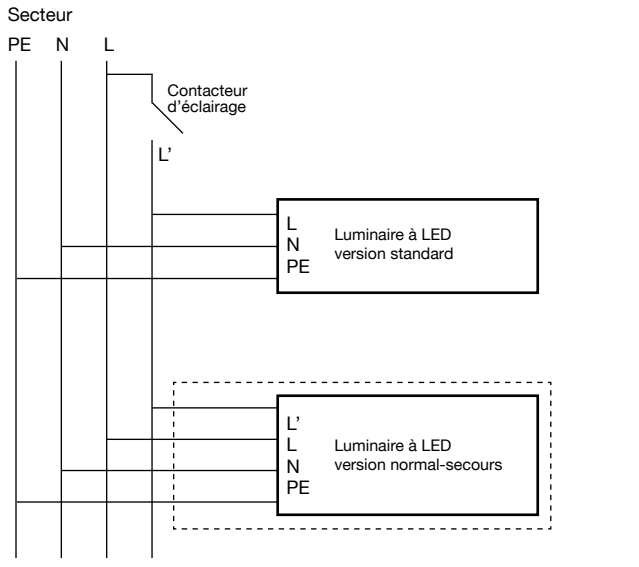 Secteur
PE N L
Contacteur
d’éclairage
L’
L
N
PE
Luminaire à LED
version standard
L’
L
N
PE
Luminaire à LED
version normal-secours